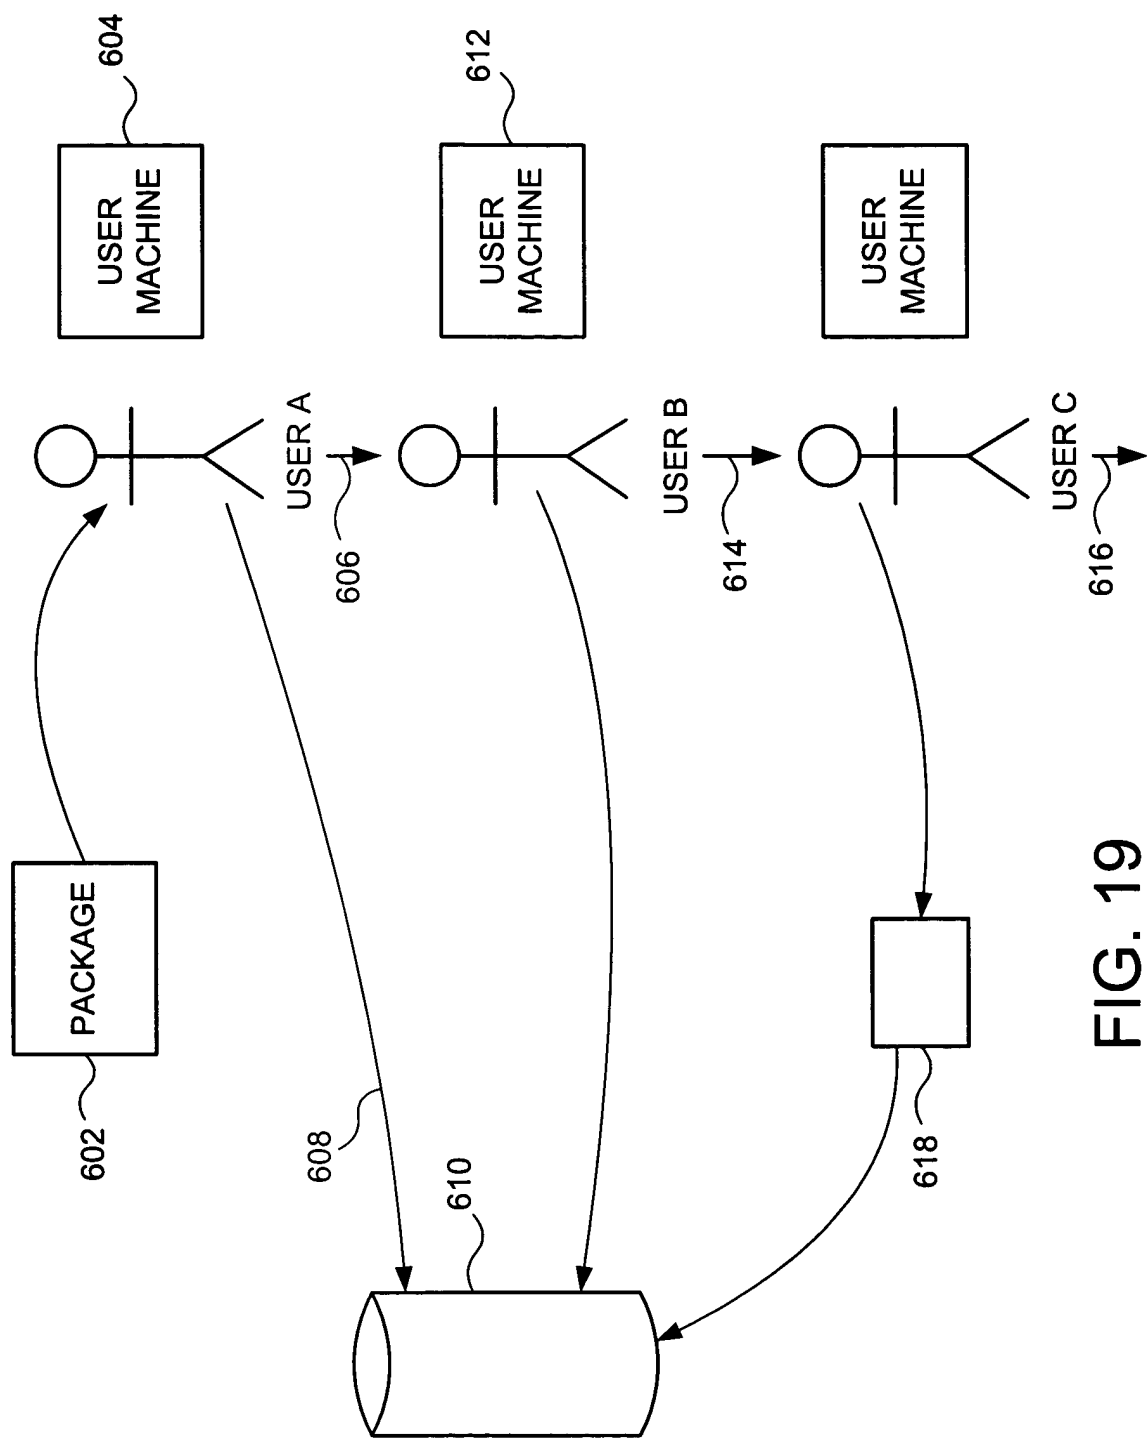 PACKAGE
602
604
USER
MACHINE
USER A
606
608
610
612
USER
MACHINE
USER B
614
USER
MACHINE
USER C
616
618
FIG. 19